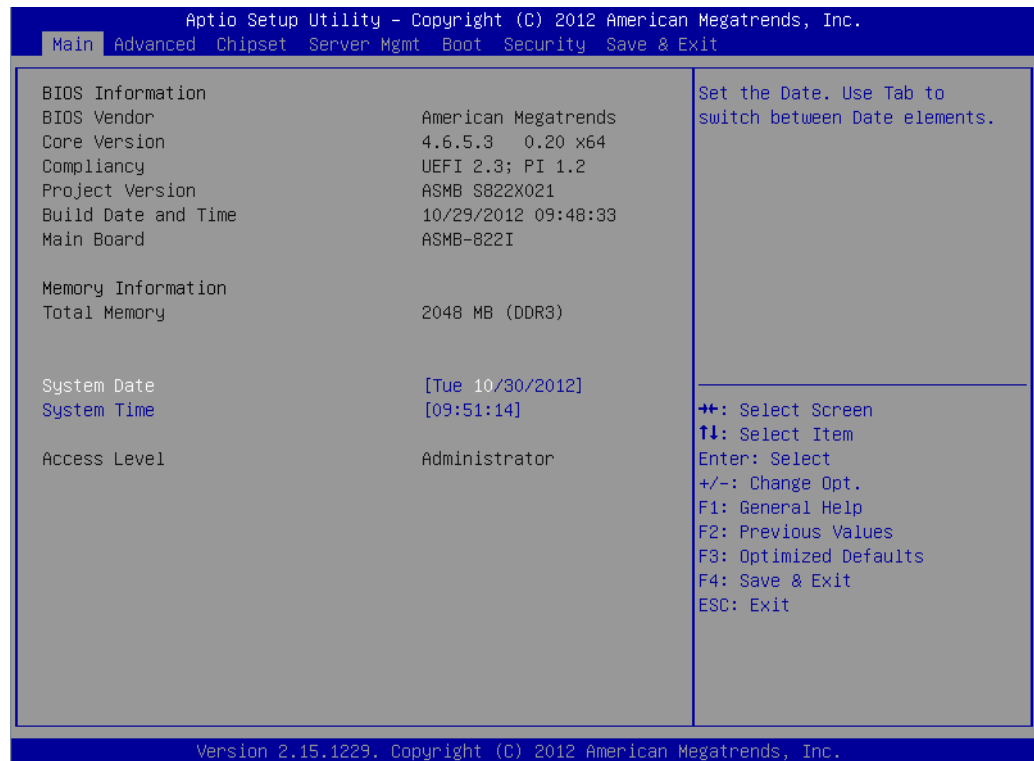 Aptio Setup Utility – Copyright (C) 2012 American Megatrends, Inc.
Main Advanced Chipset Server Mgmt Boot Security Save & Exit
BIOS Information
BIOS Vendor American Megatrends
Core Version 4.6.5.3 0.20 x64
Compliancy UEFI 2.3; PI 1.2
Project Version ASMB S822X021
Build Date and Time 10/29/2012 09:48:33
Main Board ASMB-822I
Memory Information
Total Memory 2048 MB (DDR3)
System Date [Tue 10/30/2012]
System Time [09:51:14]
Access Level Administrator
Set the Date. Use Tab to
switch between Date elements.
→←: Select Screen
↑↓: Select Item
Enter: Select
+/-: Change Opt.
F1: General Help
F2: Previous Values
F3: Optimized Defaults
F4: Save & Exit
ESC: Exit
Version 2.15.1229. Copyright (C) 2012 American Megatrends, Inc.